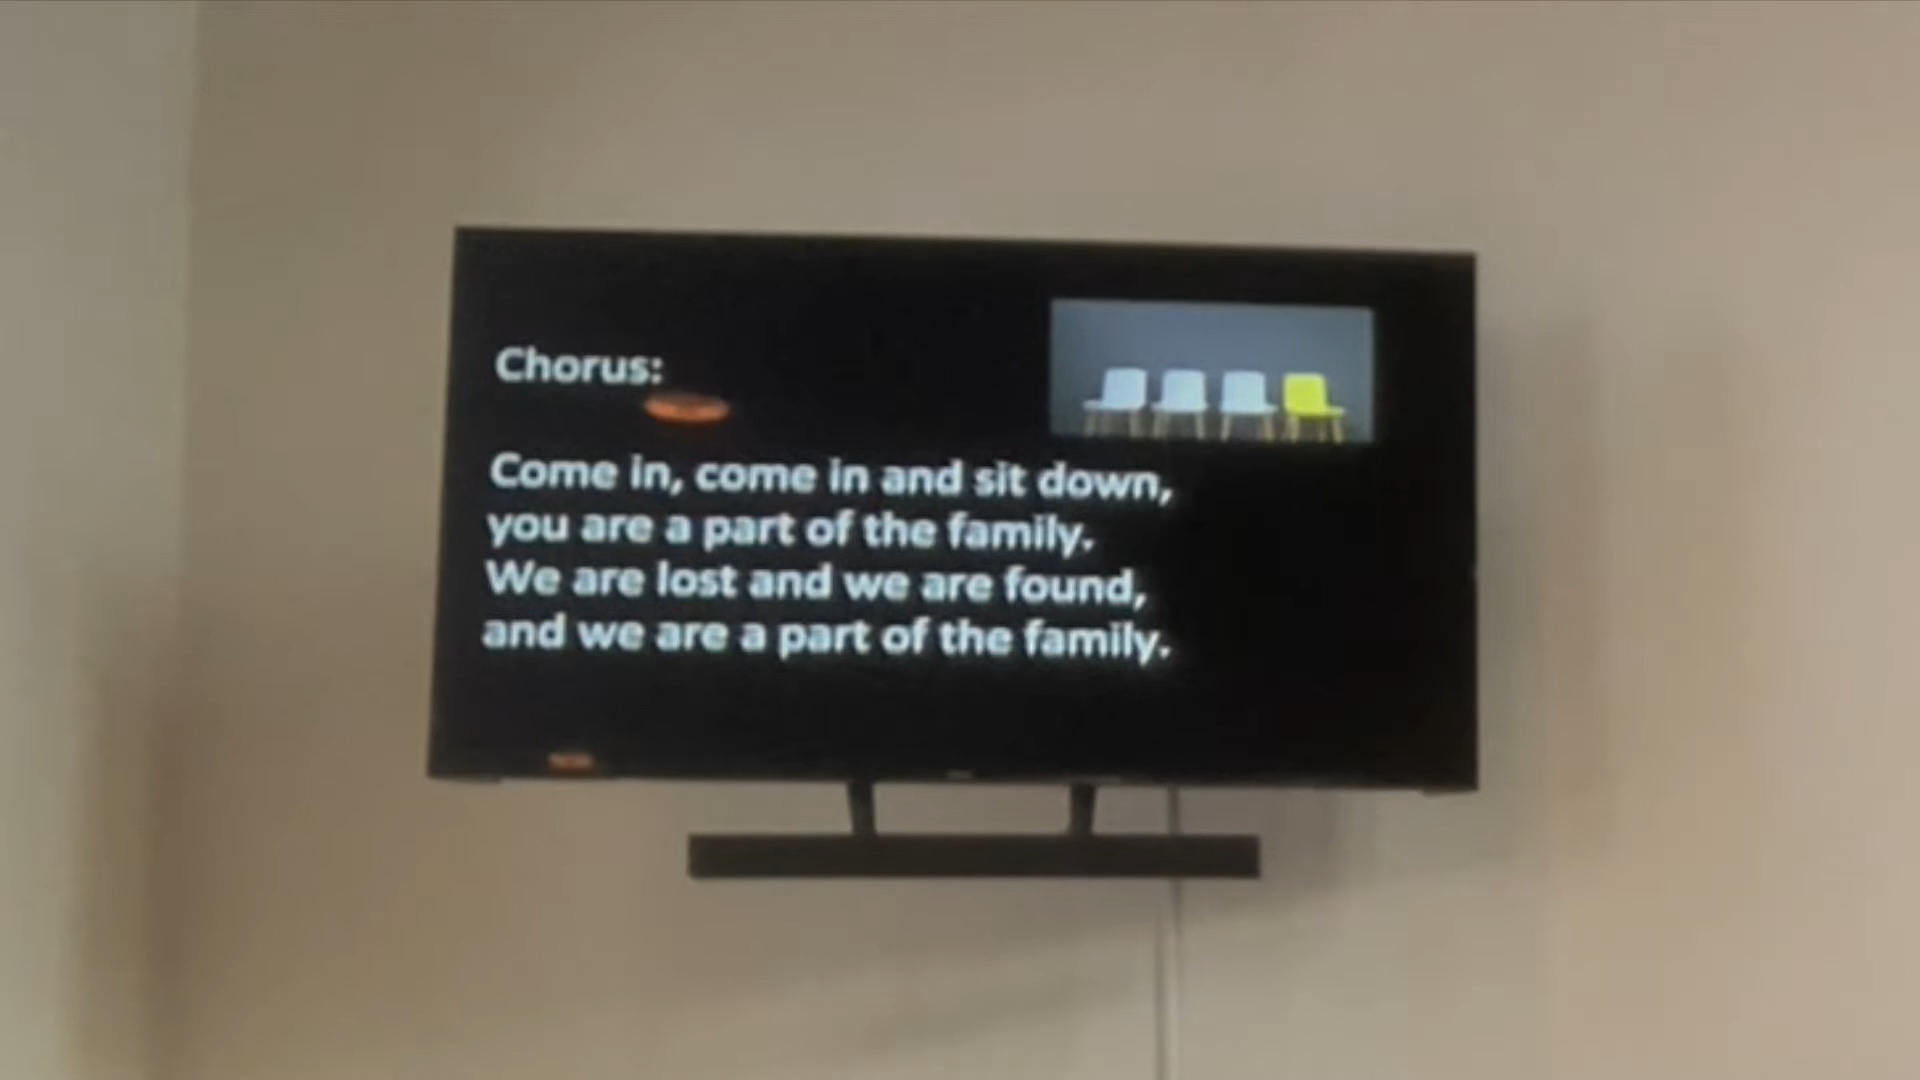 Chorus:
Come in, come in and sit down,
you are a part of the family.
We are lost and we are found,
and we are a part of the family.